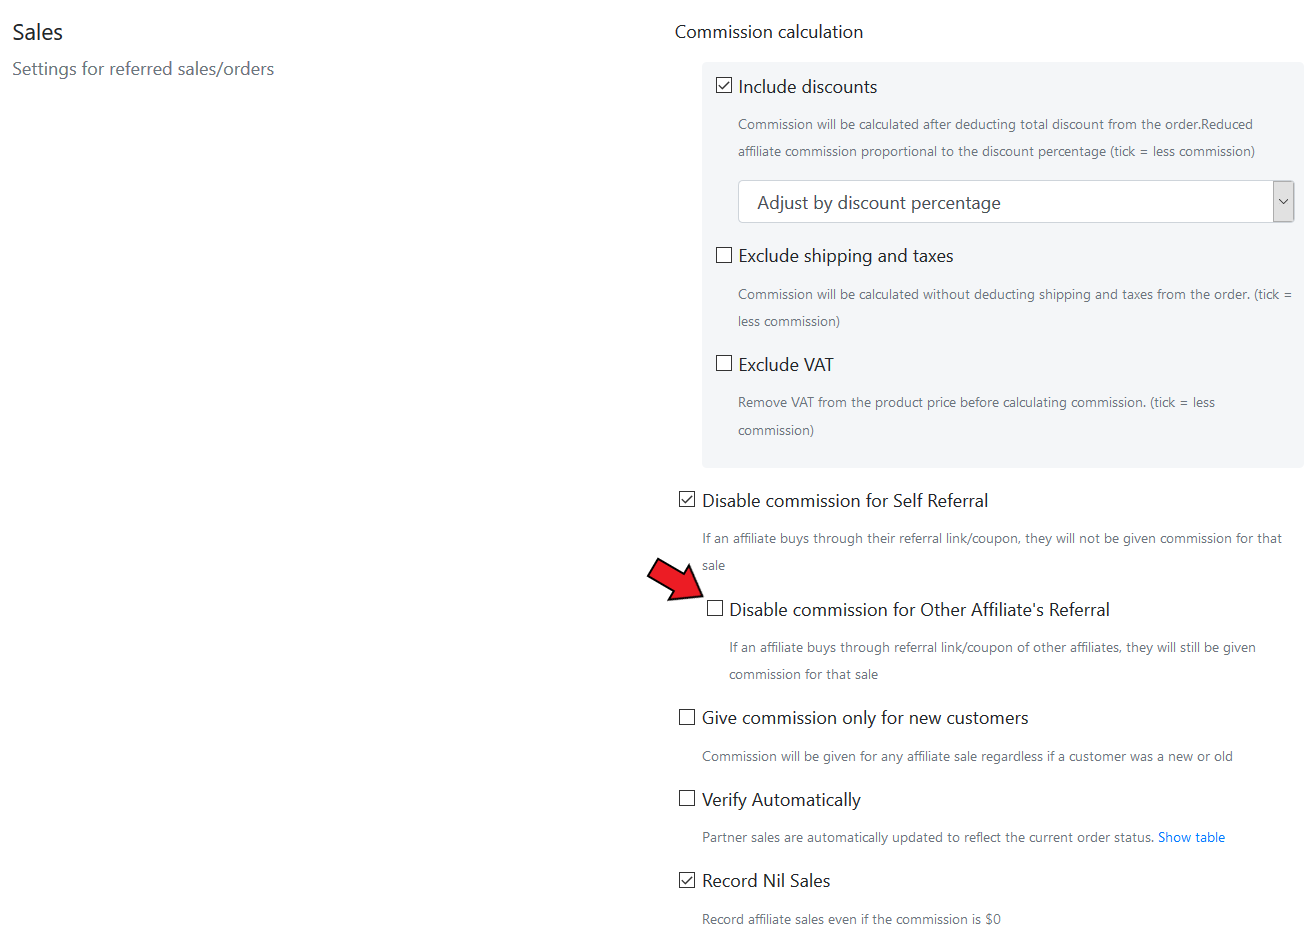 Sales
Settings for referred sales/orders
Commission calculation
Include discounts
Commission will be calculated after deducting total discount from the order.Reduced
affiliate commission proportional to the discount percentage (tick = less commission)
Adjust by discount percentage
Exclude shipping and taxes
Commission will be calculated without deducting shipping and taxes from the order. (tick =
less commission)
Exclude VAT
Remove VAT from the product price before calculating commission. (tick = less
commission)
Disable commission for Self Referral
If an affiliate buys through their referral link/coupon, they will not be given commission for that
sale
Disable commission for Other Affiliate's Referral
If an affiliate buys through referral link/coupon of other affiliates, they will still be given
commission for that sale
Give commission only for new customers
Commission will be given for any affiliate sale regardless if a customer was a new or old
Verify Automatically
Partner sales are automatically updated to reflect the current order status. Show table
Record Nil Sales
Record affiliate sales even if the commission is $0